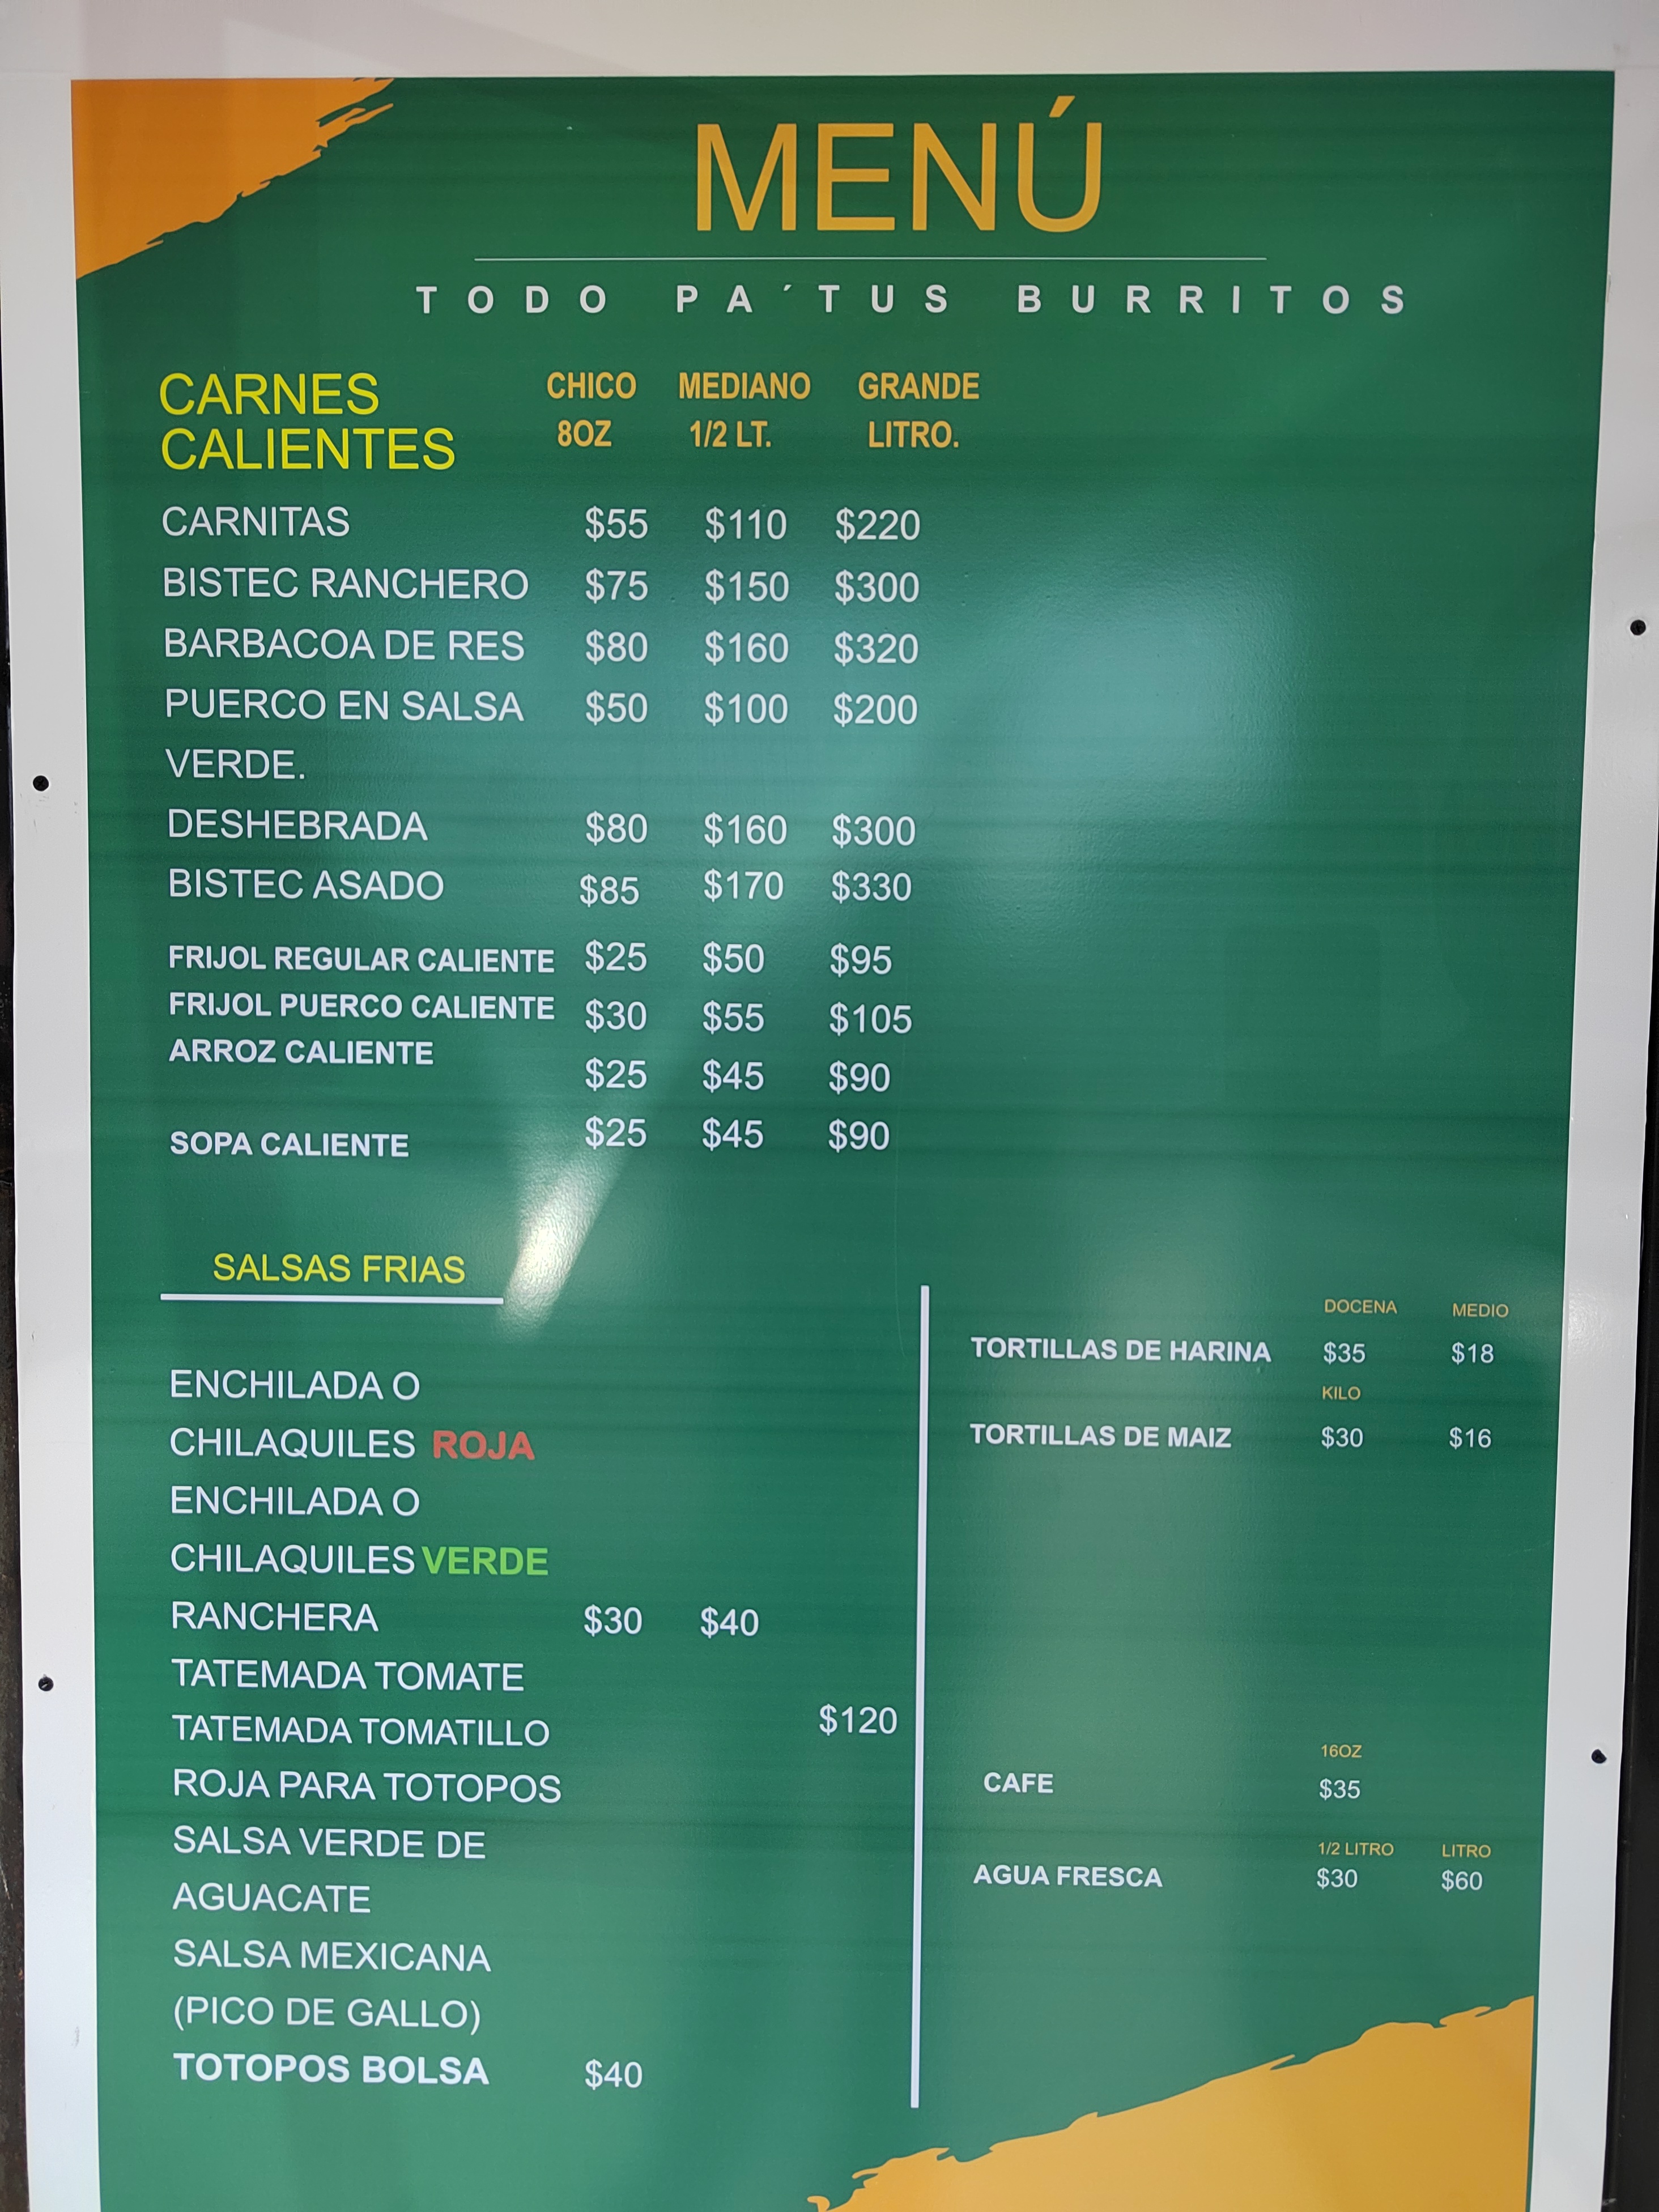 MENÚ
TODO PA´TUS BURRITOS
CARNES CALIENTES CHICO 8OZ MEDIANO 1/2 LT. GRANDE LITRO.
CARNITAS $55 $110 $220
BISTEC RANCHERO $75 $150 $300
BARBACOA DE RES $80 $160 $320
PUERCO EN SALSA $50 $100 $200
VERDE.
DESHEBRADA $80 $160 $300
BISTEC ASADO $85 $170 $330
FRIJOL REGULAR CALIENTE $25 $50 $95
FRIJOL PUERCO CALIENTE $30 $55 $105
ARROZ CALIENTE $25 $45 $90
SOPA CALIENTE $25 $45 $90
SALSAS FRIAS
ENCHILADA O
CHILAQUILES ROJA
ENCHILADA O
CHILAQUILES VERDE
RANCHERA $30 $40
TATEMADA TOMATE
TATEMADA TOMATILLO $120
ROJA PARA TOTOPOS
SALSA VERDE DE
AGUACATE
SALSA MEXICANA
(PICO DE GALLO)
TOTOPOS BOLSA $40
DOCENA MEDIO
TORTILLAS DE HARINA $35 $18
KILO
TORTILLAS DE MAIZ $30 $16
16OZ
CAFE $35
1/2 LITRO LITRO
AGUA FRESCA $30 $60